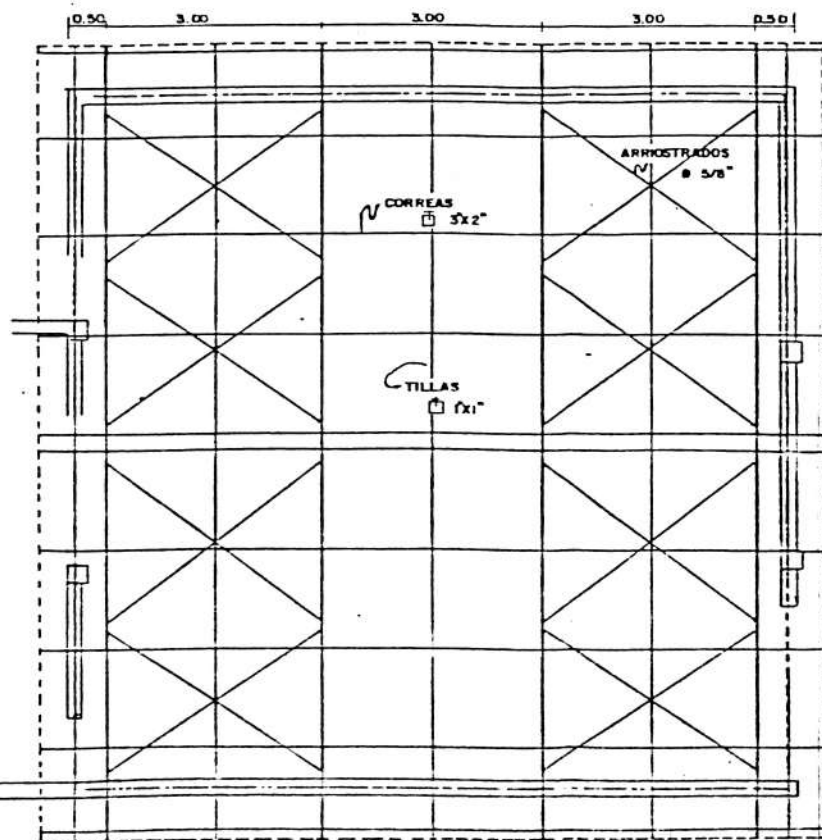 0.50 3.00 3.00 3.00 0.50
ARRIOSTRADOS
ø 5/8"
CORREAS
3"X2"
TILLAS
1"X1"